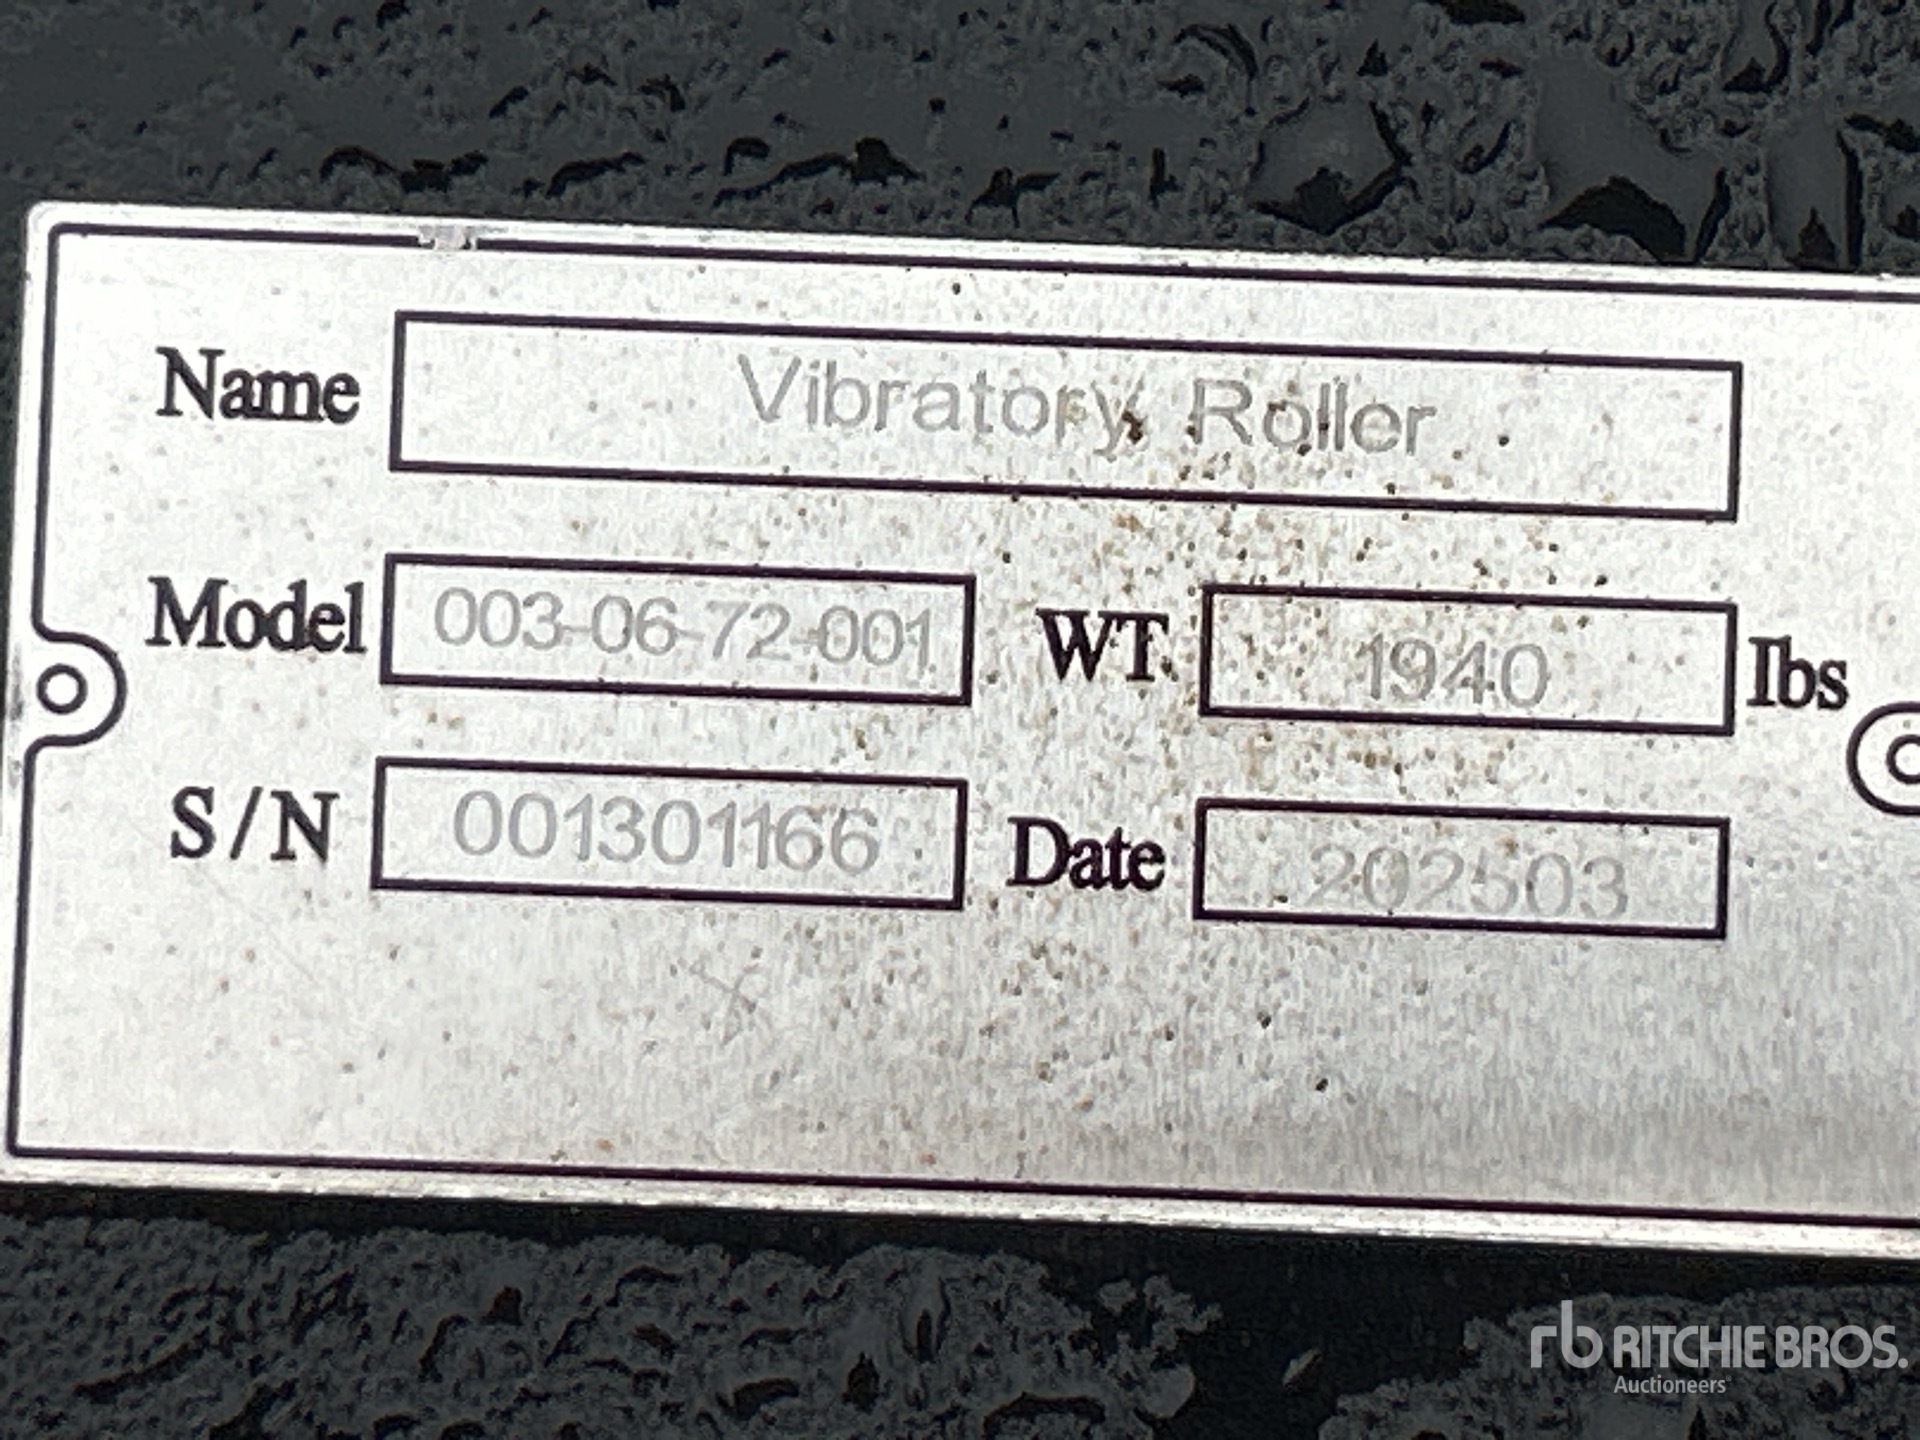 Name Vibratory Roller
Model 003-06-72-001 WT 1940 lbs
S/N 001301166 Date 202503
rb RITCHIE BROS.
Auctioneers